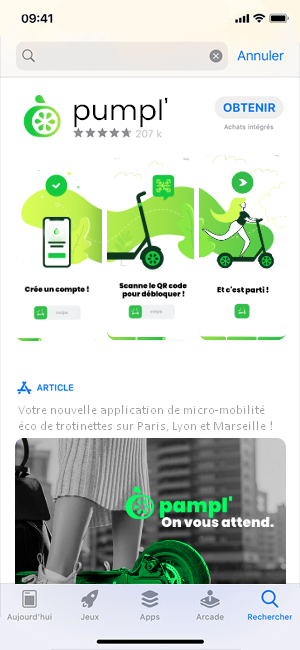 09:41
Annuler
pumpl'
207 k
OBTENIR
Achats intégrés
Crée un compte !
Scanne le QR code
pour débloquer !
Et c'est parti !
ARTICLE
Votre nouvelle application de micro-mobilité
éco de trotinettes sur Paris, Lyon et Marseille !
pampl'
On vous attend.
Aujourd'hui
Jeux
Apps
Arcade
Rechercher